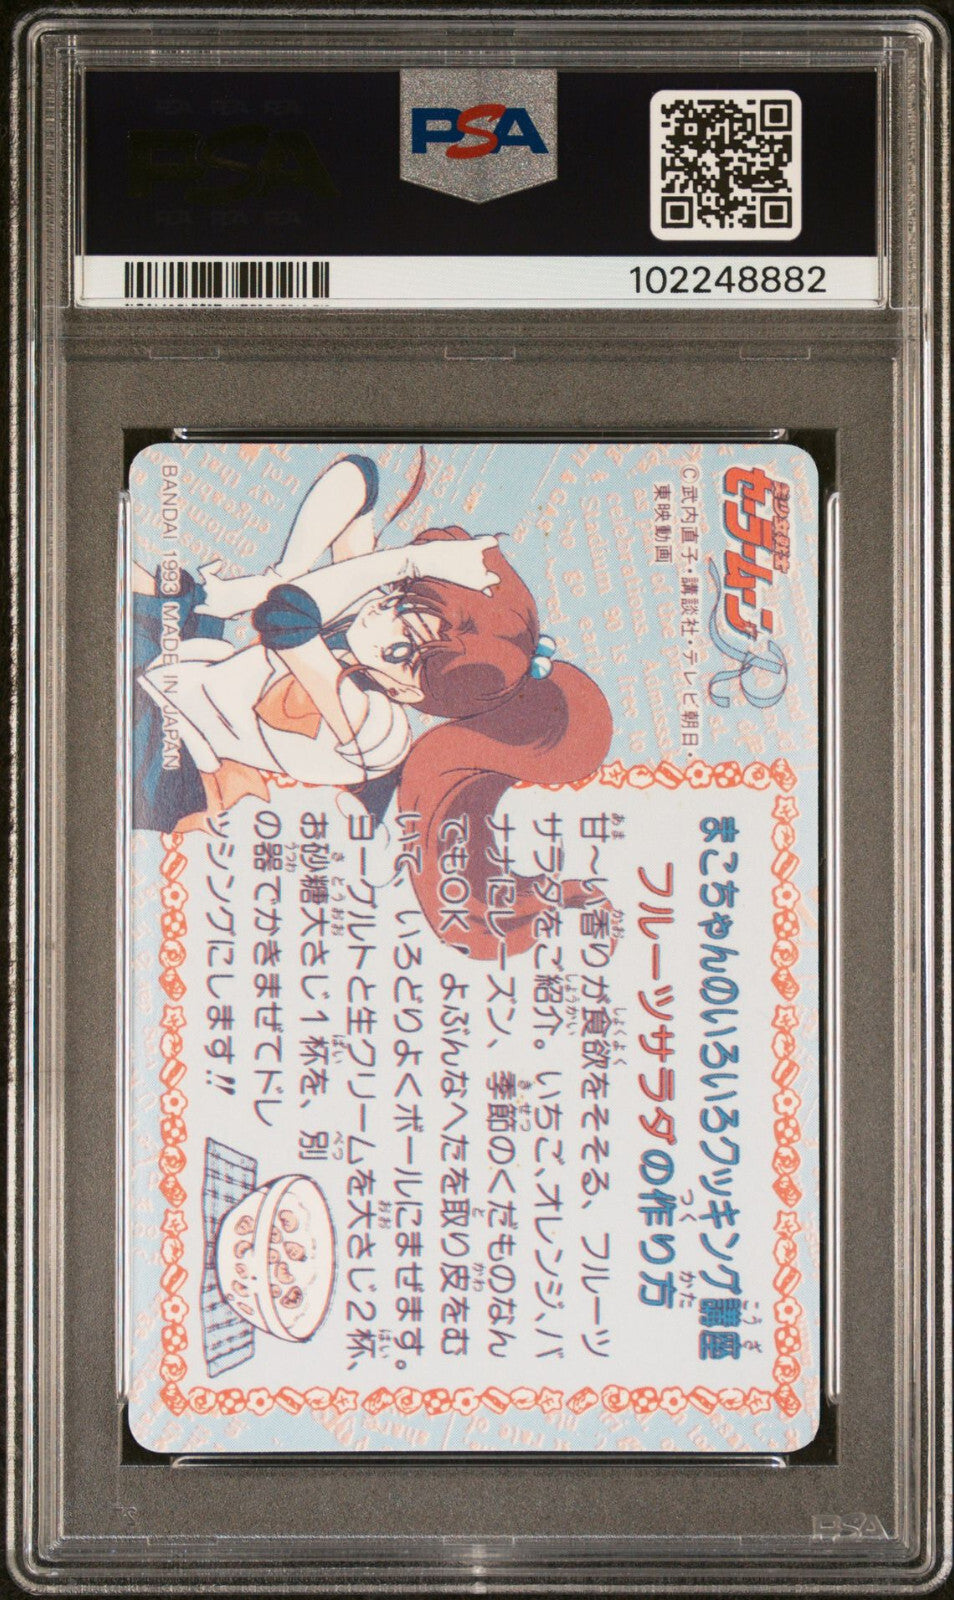 PSA
102248882
美少女戦士
セーラームーンR
©武内直子・講談社・テレビ朝日・
東映動画
まこちゃんのいろいろクッキング講座
フルーツサラダの作り方
甘〜い香りが食欲をそそる、フルーツ
サラダをご紹介。いちご、オレンジ、バ
ナナにレーズン、季節のくだものなん
でもOK！よぶんなへたを取り皮をむ
いて、いろどりよくボールにまぜます。
ヨーグルトと生クリームを大さじ2杯、
お砂糖大さじ1杯を、別
の器でかきまぜてドレ
ッシングにします!!
BANDAI 1993 MADE IN JAPAN
PSA